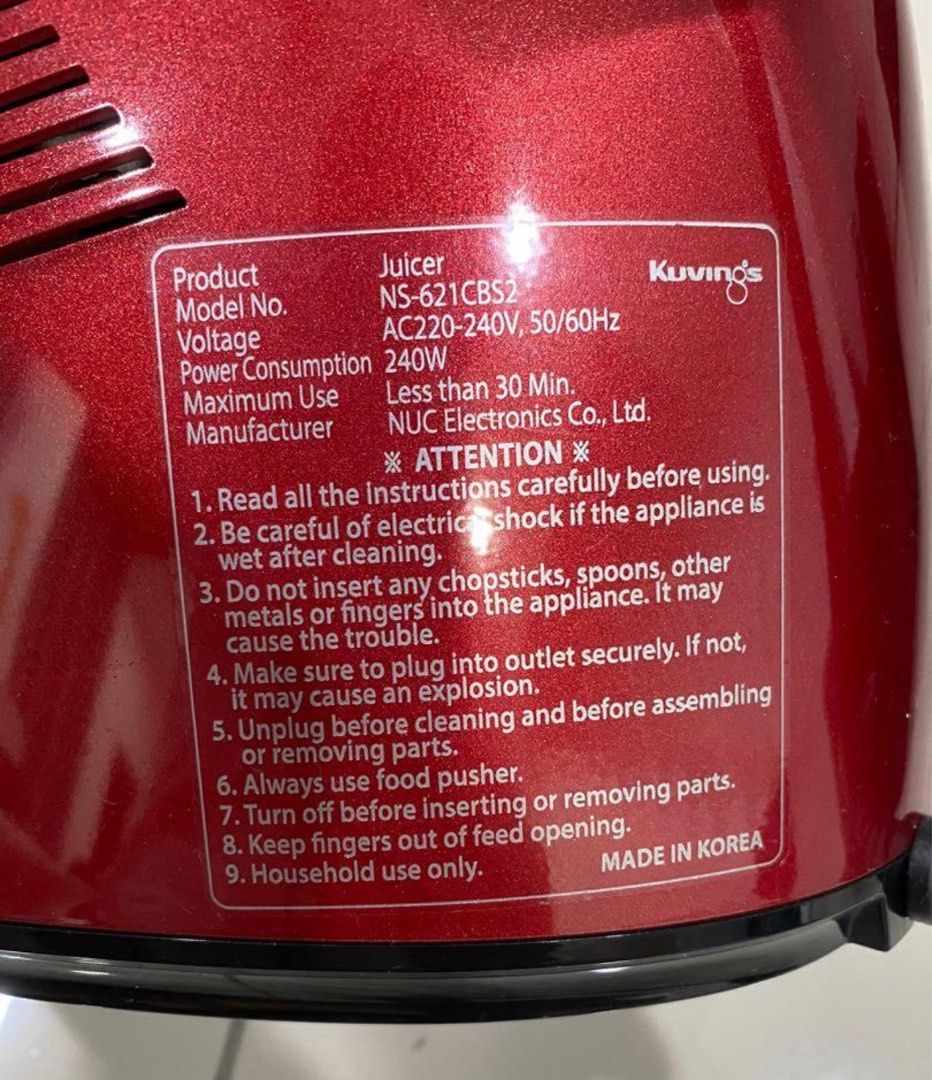 Product Juicer Kuvings
Model No. NS-621CBS2
Voltage AC220-240V, 50/60Hz
Power Consumption 240W
Maximum Use Less than 30 Min.
Manufacturer NUC Electronics Co., Ltd.
※ ATTENTION ※
1. Read all the instructions carefully before using.
2. Be careful of electric shock if the appliance is
wet after cleaning.
3. Do not insert any chopsticks, spoons, other
metals or fingers into the appliance. It may
cause the trouble.
4. Make sure to plug into outlet securely. If not,
it may cause an explosion.
5. Unplug before cleaning and before assembling
or removing parts.
6. Always use food pusher.
7. Turn off before inserting or removing parts.
8. Keep fingers out of feed opening.
9. Household use only.
MADE IN KOREA